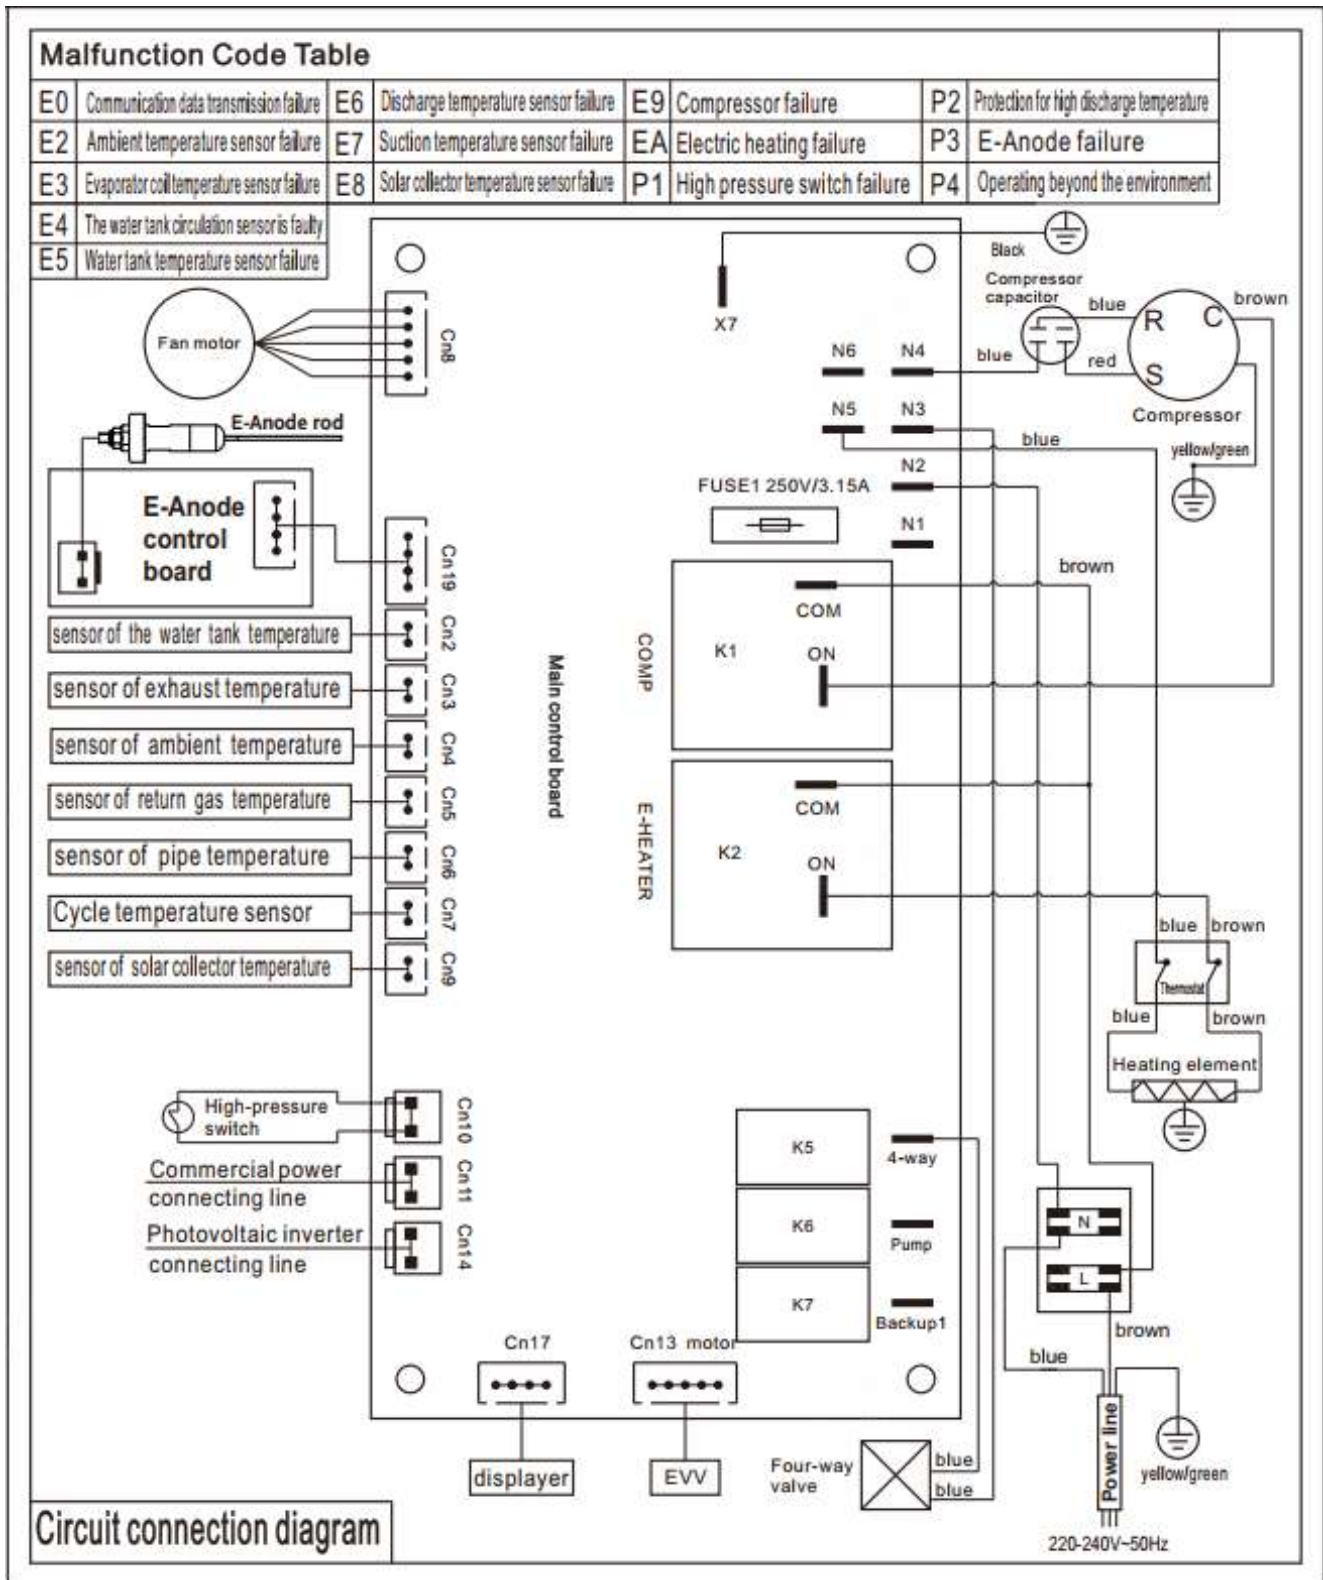 Malfunction Code Table
E0 Communication data transmission failure E6 Discharge temperature sensor failure E9 Compressor failure P2 Protection for high discharge temperature
E2 Ambient temperature sensor failure E7 Suction temperature sensor failure EA Electric heating failure P3 E-Anode failure
E3 Evaporator coil temperature sensor failure E8 Solar collector temperature sensor failure P1 High pressure switch failure P4 Operating beyond the environment
E4 The water tank circulation sensor is faulty
E5 Water tank temperature sensor failure
Black
X7
Compressor
capacitor
blue
brown
R
C
S
blue
red
Compressor
yellow/green
Fan motor
Cn8
N6
N4
N5
N3
blue
N2
FUSE1 250V/3.15A
N1
E-Anode rod
E-Anode
control
board
Cn19
brown
COM
K1
ON
COMP
sensor of the water tank temperature
Cn2
sensor of exhaust temperature
Cn3
Main control board
sensor of ambient temperature
Cn4
sensor of return gas temperature
Cn5
COM
K2
ON
E-HEATER
sensor of pipe temperature
Cn6
Cycle temperature sensor
Cn7
sensor of solar collector temperature
Cn9
blue
brown
Thermostat
blue
brown
Heating element
High-pressure
switch
Cn10
Commercial power
connecting line
Cn11
Photovoltaic inverter
connecting line
Cn14
K5
4-way
K6
Pump
K7
Backup1
N
L
brown
blue
Cn17
Cn13 motor
displayer
EVV
Four-way
valve
blue
blue
Power line
yellow/green
220-240V~50Hz
Circuit connection diagram